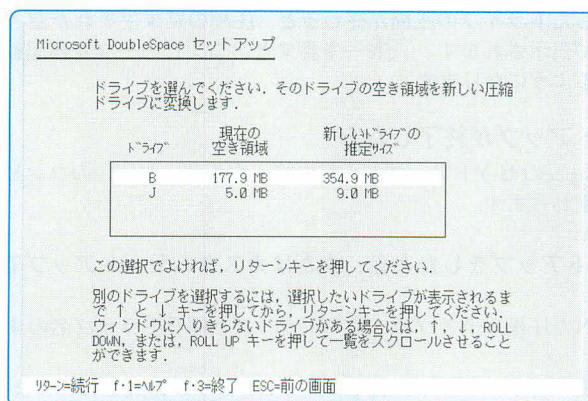 Microsoft DoubleSpace セットアップ
ドライブを選んでください．そのドライブの空き領域を新しい圧縮
ドライブに変換します．
現在の 新しいﾄﾞﾗｲﾌﾞの
ﾄﾞﾗｲﾌﾞ 空き領域 推定ｻｲｽﾞ
B 177.9 MB 354.9 MB
J 5.0 MB 9.0 MB
この選択でよければ，リターンキーを押してください．
別のドライブを選択するには，選択したいドライブが表示されるま
で ↑ と ↓ キーを押してから，リターンキーを押してください．
ウィンドウに入りきらないドライブがある場合には，↑，↓，ROLL
DOWN，または，ROLL UP キーを押して一覧をスクロールさせること
ができます．
ﾘﾀｰﾝ=続行 f・1=ﾍﾙﾌﾟ f・3=終了 ESC=前の画面